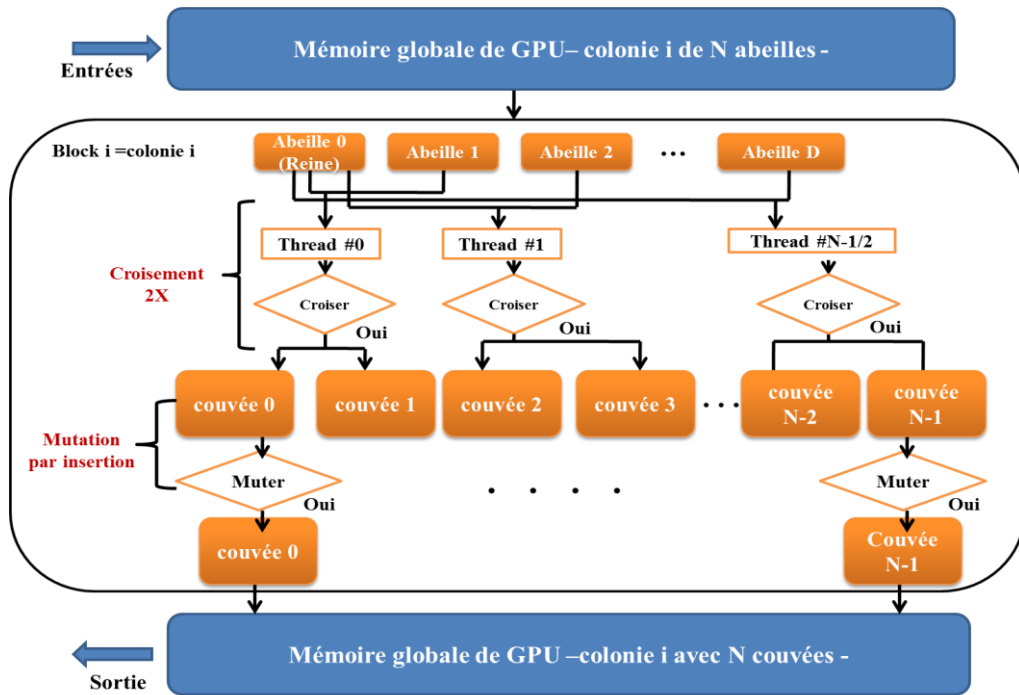 Mémoire globale de GPU– colonie i de N abeilles -
Entrées
Block i =colonie i
Abeille 0
(Reine)
Abeille 1
Abeille 2
...
Abeille D
Thread #0
Thread #1
Thread #N-1/2
Croisement
2X
Croiser
Croiser
Croiser
Oui
Oui
Oui
couvée 0
couvée 1
couvée 2
couvée 3
...
couvée
N-2
couvée
N-1
Mutation
par insertion
Muter
. . . .
Muter
Oui
Oui
couvée 0
Couvée
N-1
Mémoire globale de GPU –colonie i avec N couvées -
Sortie